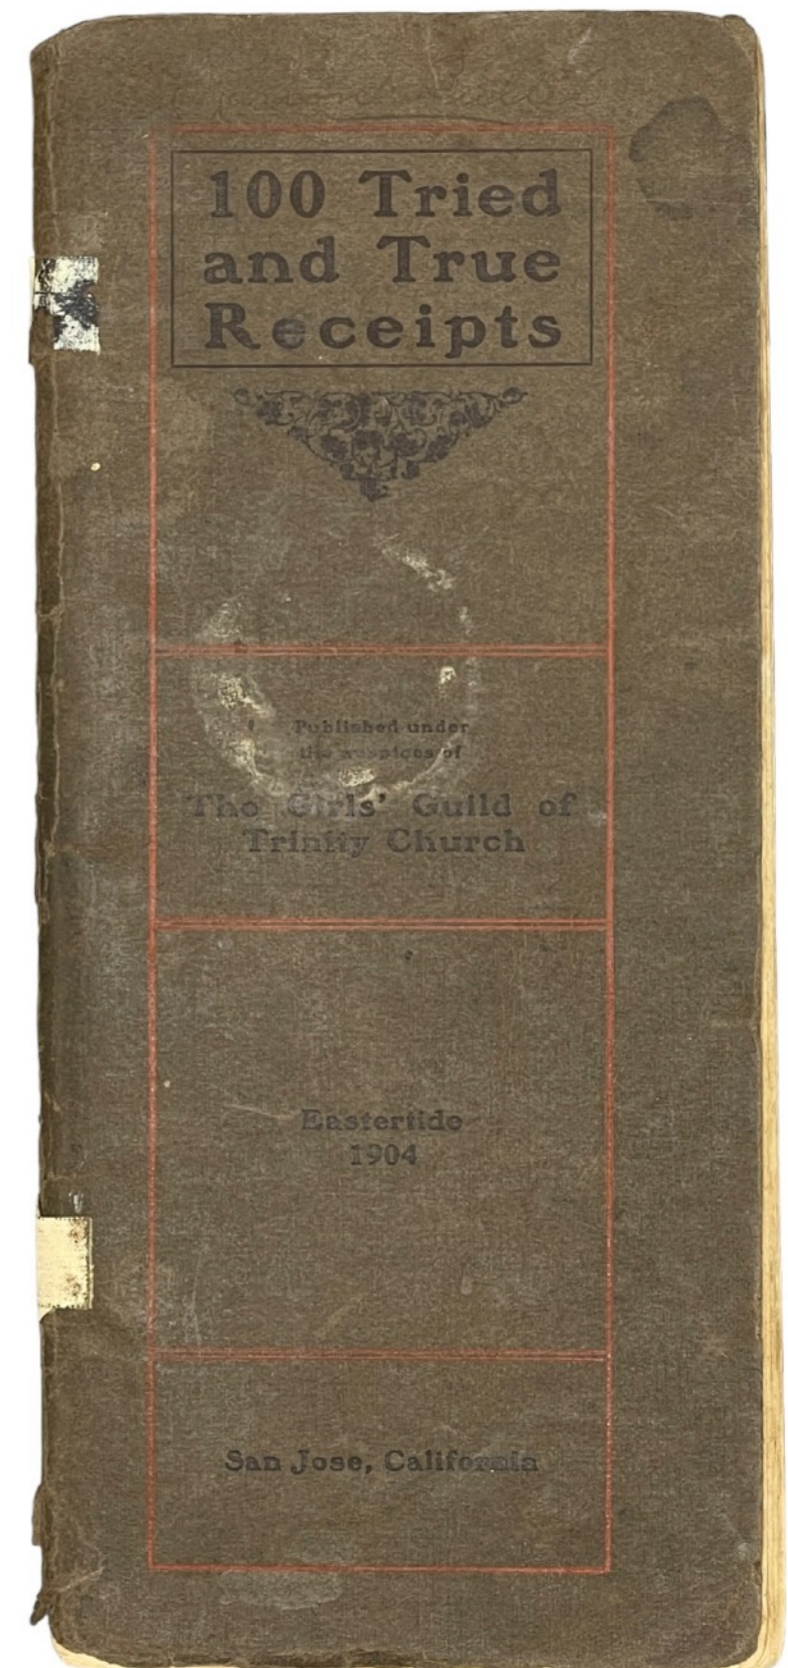 100 Tried
and True
Receipts
Published under
the auspices of
The Girls' Guild of
Trinity Church
Eastertide
1904
San Jose, California